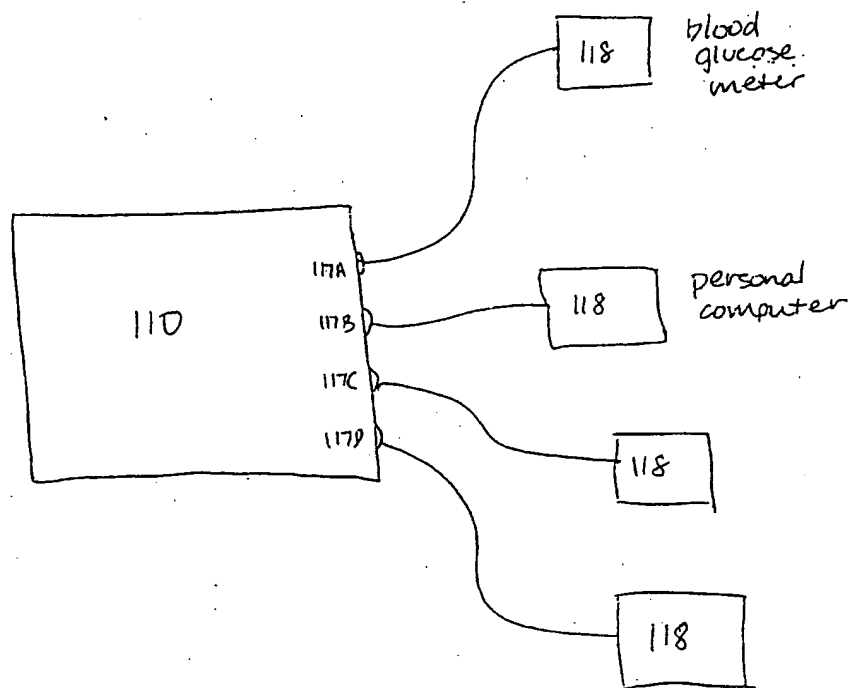 118
blood
glucose
meter
110
117A
117B
117C
117D
118
personal
computer
118
118